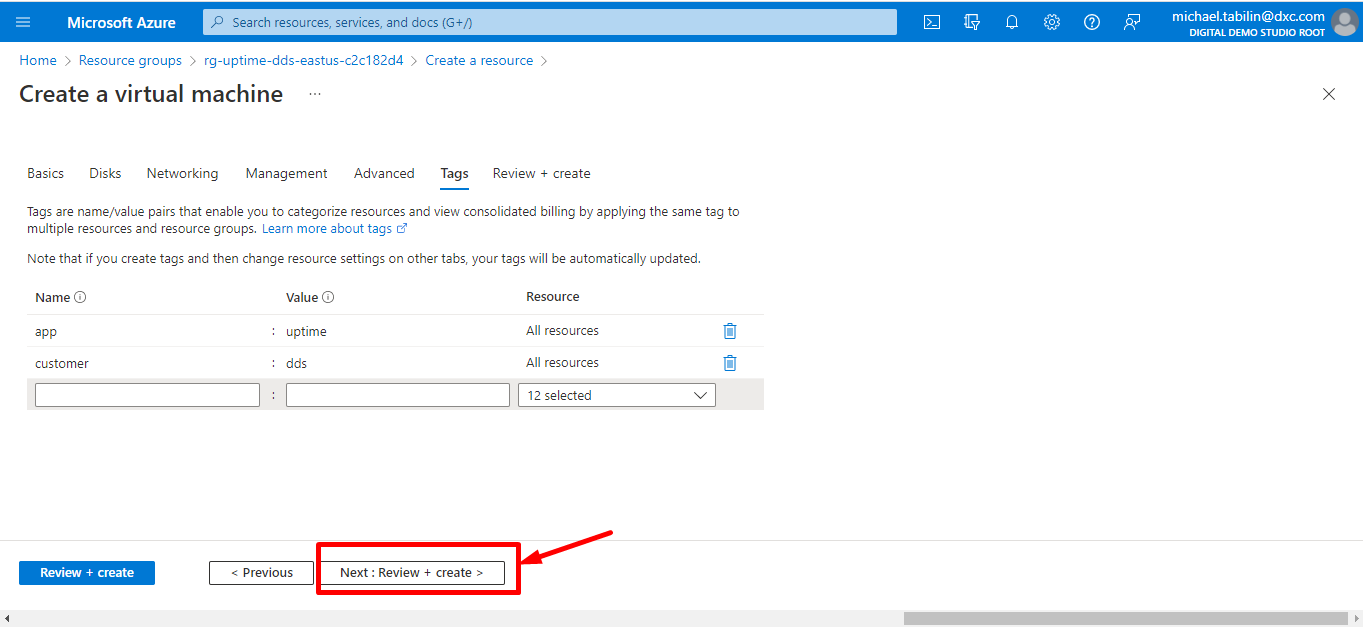 Microsoft Azure
Search resources, services, and docs (G+/)
michael.tabilin@dxc.com
DIGITAL DEMO STUDIO ROOT
Home > Resource groups > rg-uptime-dds-eastus-c2c182d4 > Create a resource >
Create a virtual machine ...
Basics Disks Networking Management Advanced Tags Review + create
Tags are name/value pairs that enable you to categorize resources and view consolidated billing by applying the same tag to
multiple resources and resource groups. Learn more about tags
Note that if you create tags and then change resource settings on other tabs, your tags will be automatically updated.
Name Value Resource
app : uptime All resources
customer : dds All resources
: 12 selected
Review + create < Previous Next : Review + create >